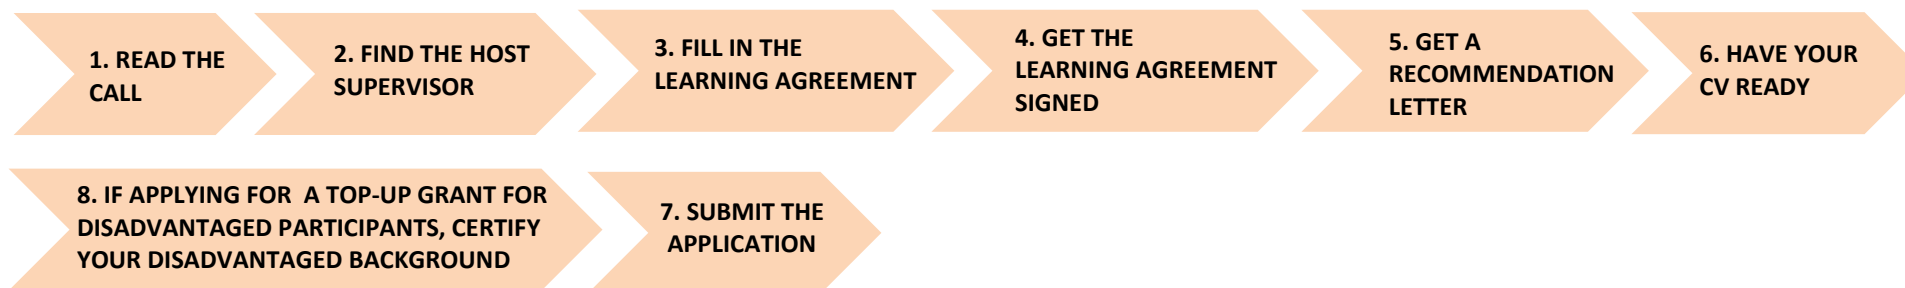 1. READ THE
CALL
2. FIND THE HOST
SUPERVISOR
3. FILL IN THE
LEARNING AGREEMENT
4. GET THE
LEARNING AGREEMENT
SIGNED
5. GET A
RECOMMENDATION
LETTER
6. HAVE YOUR
CV READY
8. IF APPLYING FOR  A TOP-UP GRANT FOR
DISADVANTAGED PARTICIPANTS, CERTIFY
YOUR DISADVANTAGED BACKGROUND
7. SUBMIT THE
APPLICATION